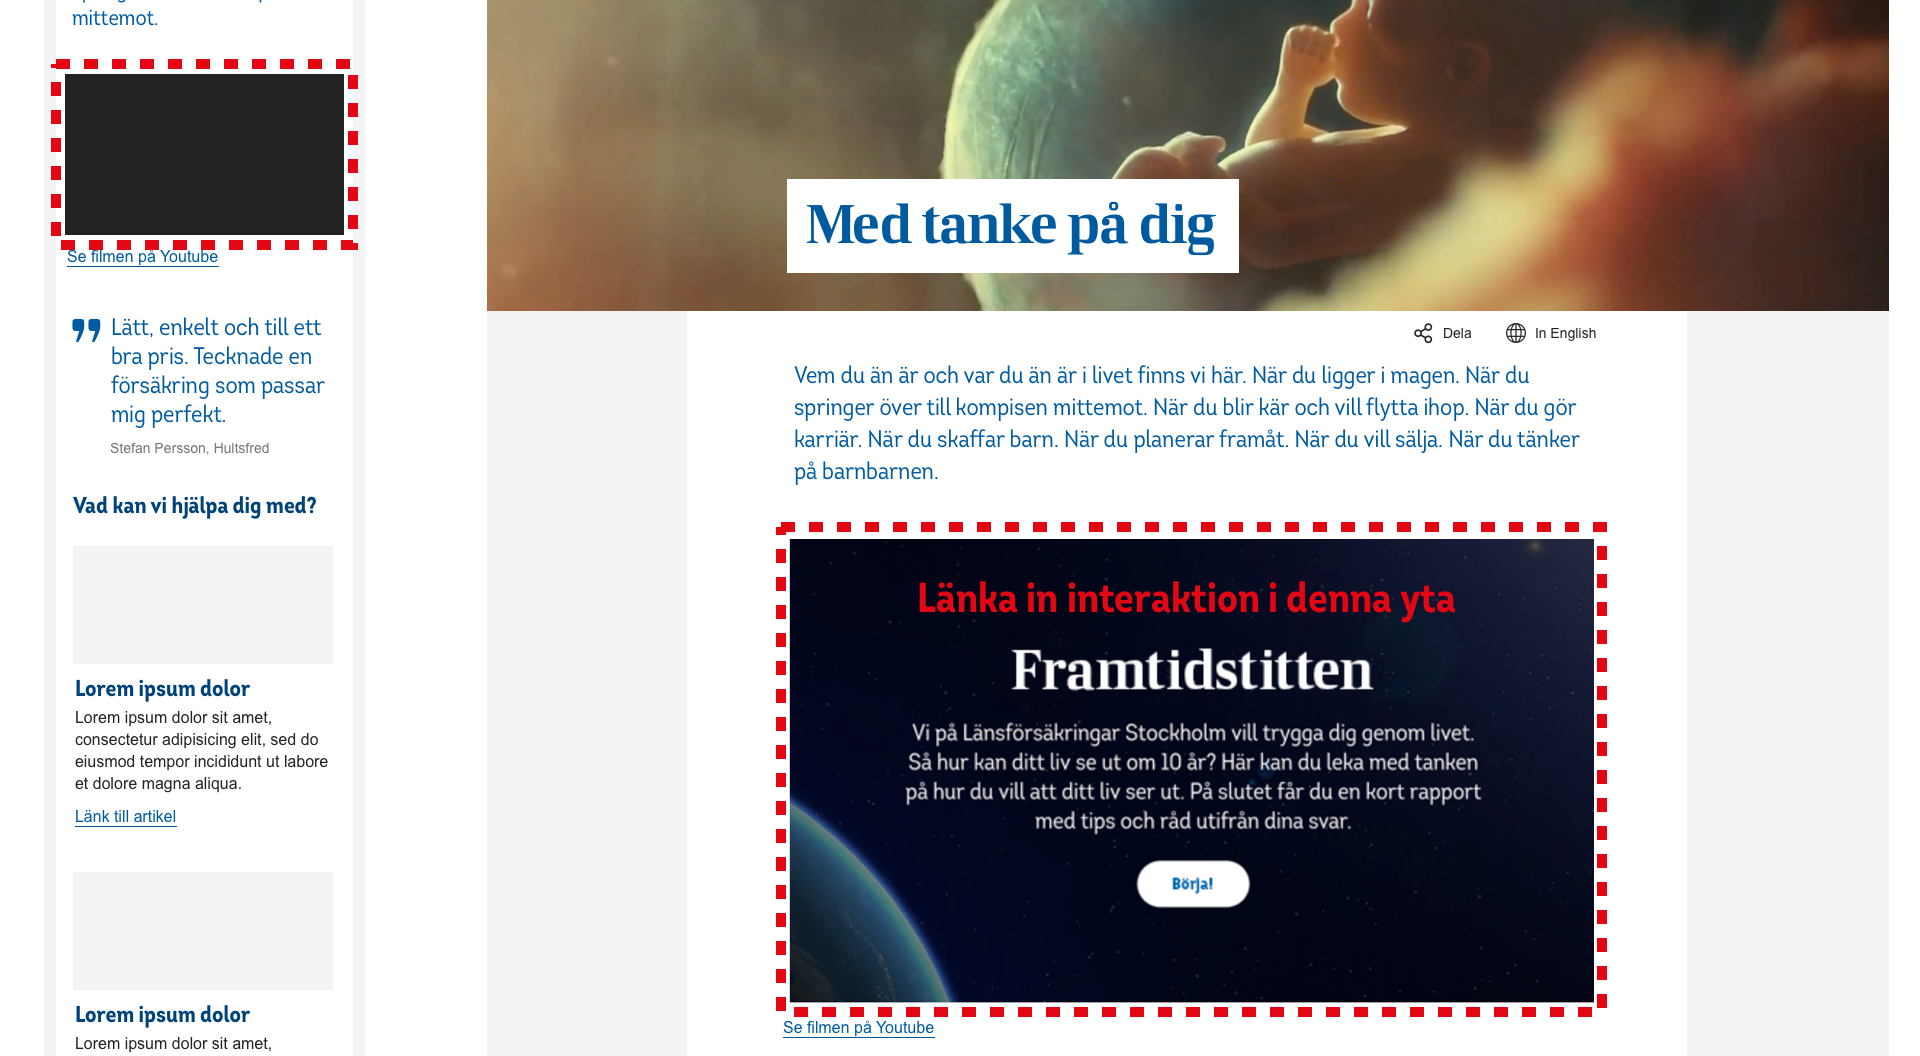 mittemot.
Se filmen på Youtube
Lätt, enkelt och till ett
bra pris. Tecknade en
försäkring som passar
mig perfekt.
Stefan Persson, Hultsfred
Vad kan vi hjälpa dig med?
Lorem ipsum dolor
Lorem ipsum dolor sit amet,
consectetur adipisicing elit, sed do
eiusmod tempor incididunt ut labore
et dolore magna aliqua.
Länk till artikel
Lorem ipsum dolor
Lorem ipsum dolor sit amet,
Med tanke på dig
Dela
In English
Vem du än är och var du än är i livet finns vi här. När du ligger i magen. När du
springer över till kompisen mittemot. När du blir kär och vill flytta ihop. När du gör
karriär. När du skaffar barn. När du planerar framåt. När du vill sälja. När du tänker
på barnbarnen.
Länka in interaktion i denna yta
Framtidstitten
Vi på Länsförsäkringar Stockholm vill trygga dig genom livet.
Så hur kan ditt liv se ut om 10 år? Här kan du leka med tanken
på hur du vill att ditt liv ser ut. På slutet får du en kort rapport
med tips och råd utifrån dina svar.
Börja!
Se filmen på Youtube